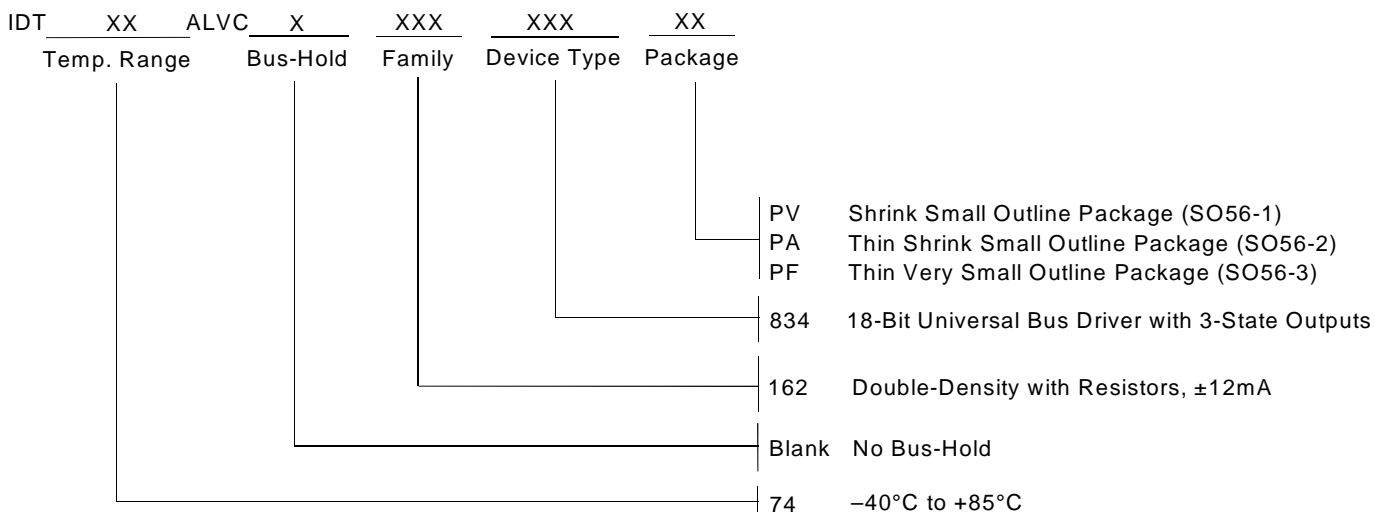 IDT XX ALVC X XXX XXX XX
Temp. Range Bus-Hold Family Device Type Package
PV Shrink Small Outline Package (SO56-1)
PA Thin Shrink Small Outline Package (SO56-2)
PF Thin Very Small Outline Package (SO56-3)
834 18-Bit Universal Bus Driver with 3-State Outputs
162 Double-Density with Resistors, ±12mA
Blank No Bus-Hold
74 –40°C to +85°C